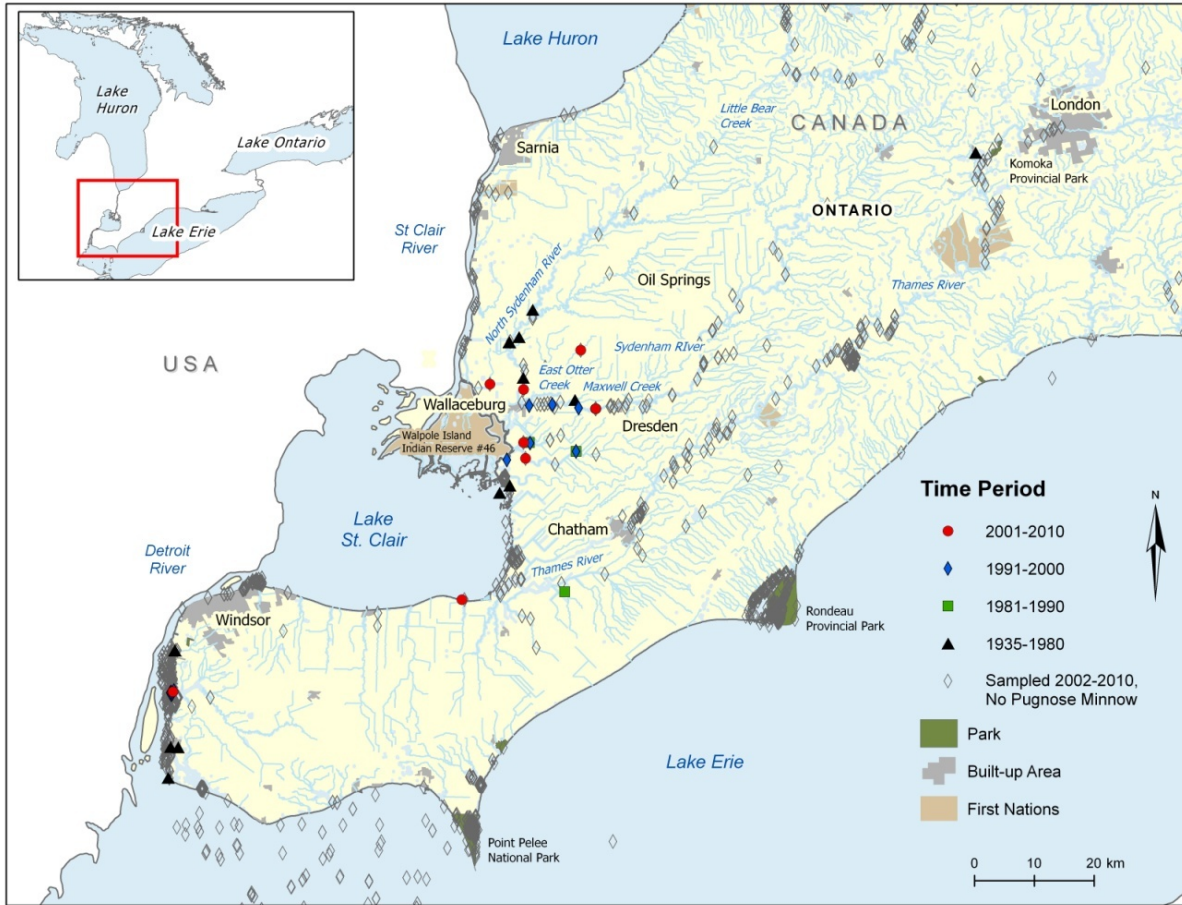 Lake
Huron
Lake Ontario
Lake Erie
Lake Huron
Little Bear
Creek
CANADA
London
Sarnia
Komoka
Provincial Park
St Clair
River
ONTARIO
North Sydenham River
Oil Springs
Thames River
USA
Sydenham RIver
East Otter
Creek
Maxwell Creek
Wallaceburg
Dresden
Walpole Island
Indian Reserve #46
Lake
St. Clair
Chatham
Detroit
River
Thames River
Windsor
Rondeau
Provincial Park
Lake Erie
Point Pelee
National Park
Time Period
2001-2010
1991-2000
1981-1990
1935-1980
Sampled 2002-2010,
No Pugnose Minnow
Park
Built-up Area
First Nations
N
0 10 20 km